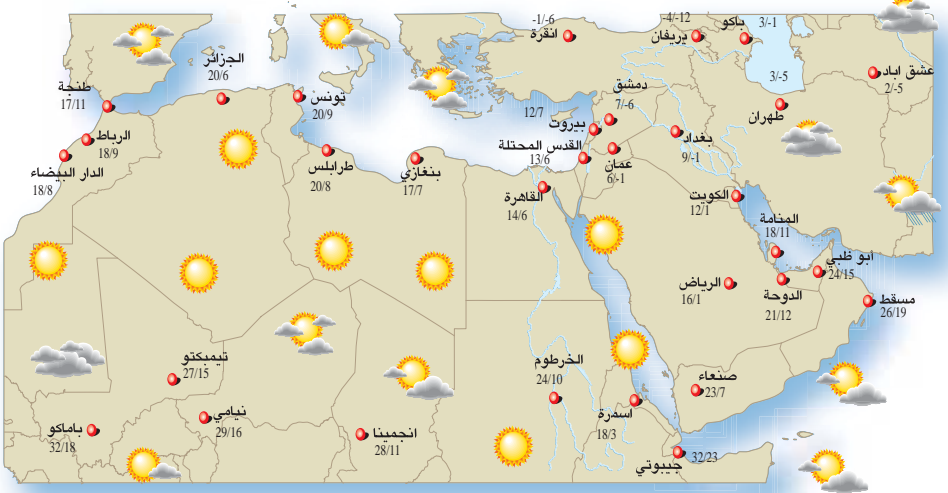 -1/-6
انقرة
-4/-12
يريفان
باكو
3/-1
3/-5
عشق اباد
2/-5
طهران
دمشق
7/-6
12/7
بيروت
القدس المحتلة
13/6
عمان
6/-1
بغداد
9/-1
الجزائر
20/6
تونس
20/9
طنجة
17/11
الرباط
18/9
الدار البيضاء
18/8
طرابلس
20/8
بنغازي
17/7
القاهرة
14/6
الكويت
12/1
المنامة
18/11
أبو ظبي
24/15
الدوحة
21/12
الرياض
16/1
مسقط
26/19
صنعاء
23/7
الخرطوم
24/10
اسمرة
18/3
جيبوتي
32/23
تيمبكتو
27/15
نيامي
29/16
باماكو
32/18
انجمينا
28/11